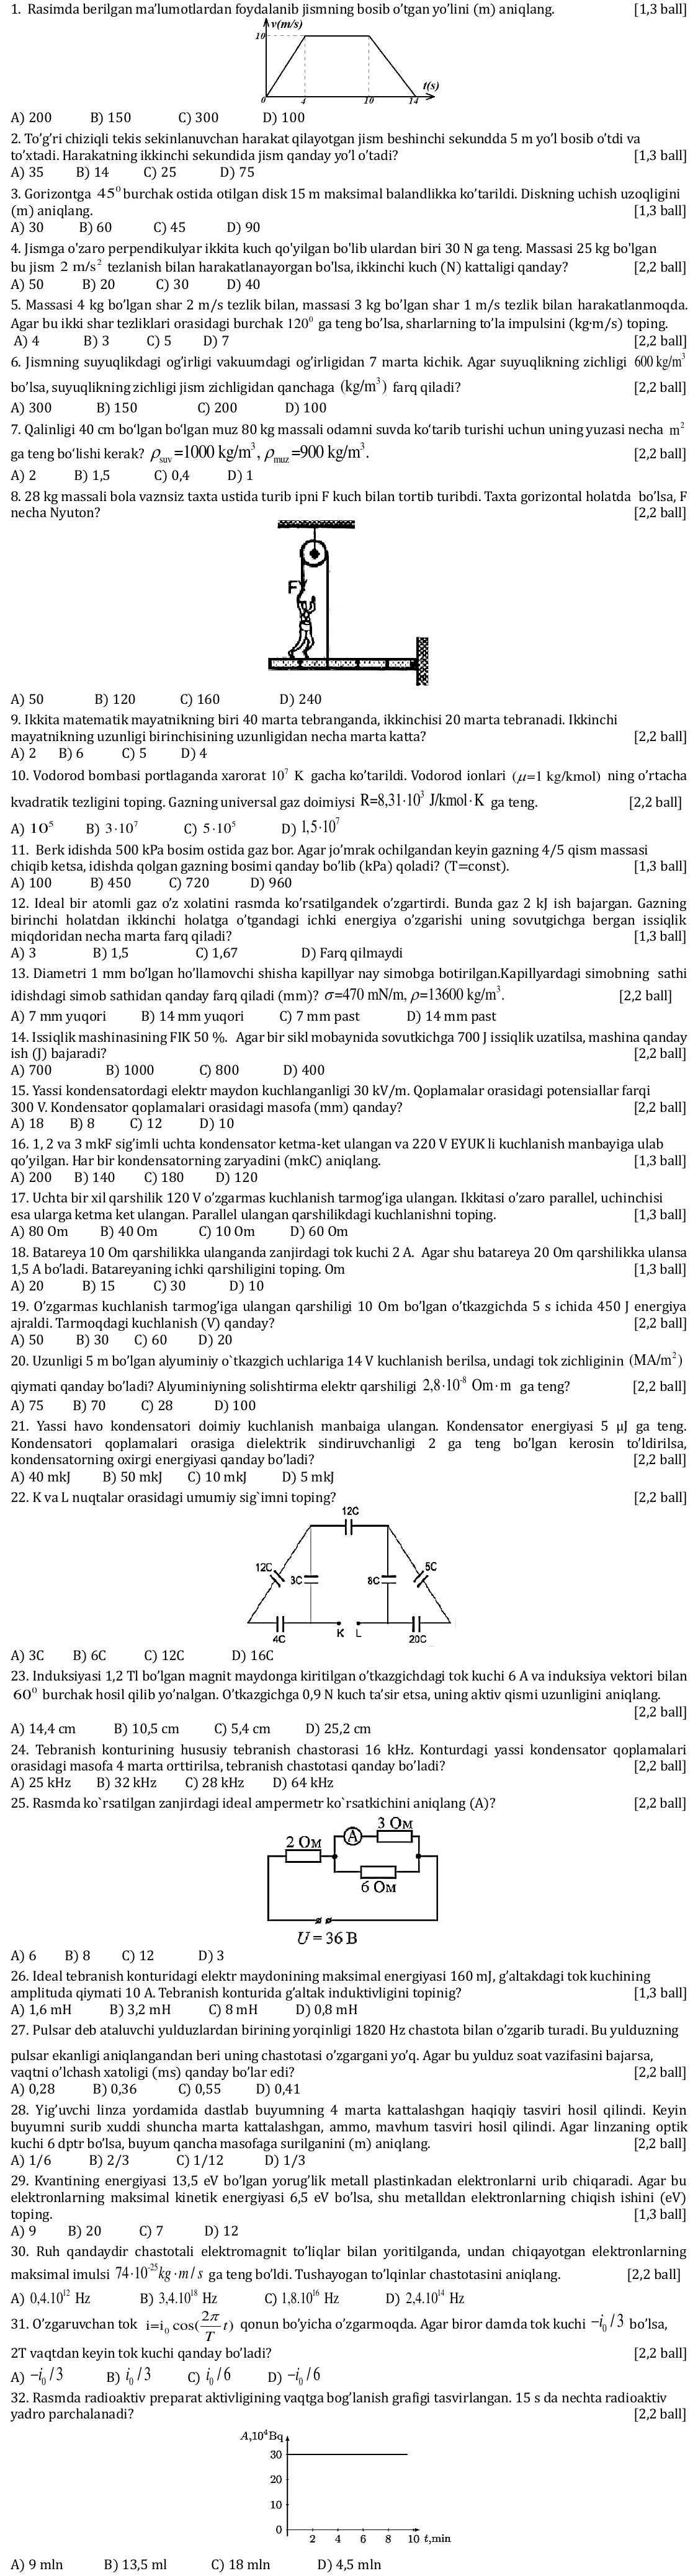 1. Rasimda berilgan ma'lumotlardan foydalanib jismning bosib o'tgan yo'lini (m) aniqlang. [1,3 ball]
v(m/s)
10
t(s)
0 4 10 14
A) 200 B) 150 C) 300 D) 100
2. To'g'ri chiziqli tekis sekinlanuvchan harakat qilayotgan jism beshinchi sekundda 5 m yo'l bosib o'tdi va
to'xtadi. Harakatning ikkinchi sekundida jism qanday yo'l o'tadi? [1,3 ball]
A) 35 B) 14 C) 25 D) 75
3. Gorizontga 45⁰ burchak ostida otilgan disk 15 m maksimal balandlikka ko'tarildi. Diskning uchish uzoqligini
(m) aniqlang. [1,3 ball]
A) 30 B) 60 C) 45 D) 90
4. Jismga o'zaro perpendikulyar ikkita kuch qo'yilgan bo'lib ulardan biri 30 N ga teng. Massasi 25 kg bo'lgan
bu jism 2 m/s² tezlanish bilan harakatlanayorgan bo'lsa, ikkinchi kuch (N) kattaligi qanday? [2,2 ball]
A) 50 B) 20 C) 30 D) 40
5. Massasi 4 kg bo'lgan shar 2 m/s tezlik bilan, massasi 3 kg bo'lgan shar 1 m/s tezlik bilan harakatlanmoqda.
Agar bu ikki shar tezliklari orasidagi burchak 120⁰ ga teng bo'lsa, sharlarning to'la impulsini (kg·m/s) toping.
A) 4 B) 3 C) 5 D) 7 [2,2 ball]
6. Jismning suyuqlikdagi og'irligi vakuumdagi og'irligidan 7 marta kichik. Agar suyuqlikning zichligi 600 kg/m³
bo'lsa, suyuqlikning zichligi jism zichligidan qanchaga (kg/m³) farq qiladi? [2,2 ball]
A) 300 B) 150 C) 200 D) 100
7. Qalinligi 40 cm bo'lgan bo'lgan muz 80 kg massali odamni suvda ko'tarib turishi uchun uning yuzasi necha m²
ga teng bo'lishi kerak? ρsuv=1000 kg/m³, ρmuz=900 kg/m³. [2,2 ball]
A) 2 B) 1,5 C) 0,4 D) 1
8. 28 kg massali bola vaznsiz taxta ustida turib ipni F kuch bilan tortib turibdi. Taxta gorizontal holatda bo'lsa, F
necha Nyuton? [2,2 ball]
F
A) 50 B) 120 C) 160 D) 240
9. Ikkita matematik mayatnikning biri 40 marta tebranganda, ikkinchisi 20 marta tebranadi. Ikkinchi
mayatnikning uzunligi birinchisining uzunligidan necha marta katta? [2,2 ball]
A) 2 B) 6 C) 5 D) 4
10. Vodorod bombasi portlaganda xarorat 10⁷ K gacha ko'tarildi. Vodorod ionlari (μ=1 kg/kmol) ning o'rtacha
kvadratik tezligini toping. Gazning universal gaz doimiysi R=8,31·10³ J/kmol·K ga teng. [2,2 ball]
A) 10⁵ B) 3·10⁷ C) 5·10⁵ D) 1,5·10⁷
11. Berk idishda 500 kPa bosim ostida gaz bor. Agar jo'mrak ochilgandan keyin gazning 4/5 qism massasi
chiqib ketsa, idishda qolgan gazning bosimi qanday bo'lib (kPa) qoladi? (T=const). [1,3 ball]
A) 100 B) 450 C) 720 D) 960
12. Ideal bir atomli gaz o'z xolatini rasmda ko'rsatilgandek o'zgartirdi. Bunda gaz 2 kJ ish bajargan. Gazning
birinchi holatdan ikkinchi holatga o'tgandagi ichki energiya o'zgarishi uning sovutgichga bergan issiqlik
miqdoridan necha marta farq qiladi? [1,3 ball]
A) 3 B) 1,5 C) 1,67 D) Farq qilmaydi
13. Diametri 1 mm bo'lgan ho'llamovchi shisha kapillyar nay simobga botirilgan.Kapillyardagi simobning sathi
idishdagi simob sathidan qanday farq qiladi (mm)? σ=470 mN/m, ρ=13600 kg/m³. [2,2 ball]
A) 7 mm yuqori B) 14 mm yuqori C) 7 mm past D) 14 mm past
14. Issiqlik mashinasining FIK 50 %. Agar bir sikl mobaynida sovutkichga 700 J issiqlik uzatilsa, mashina qanday
ish (J) bajaradi? [2,2 ball]
A) 700 B) 1000 C) 800 D) 400
15. Yassi kondensatordagi elektr maydon kuchlanganligi 30 kV/m. Qoplamalar orasidagi potensiallar farqi
300 V. Kondensator qoplamalari orasidagi masofa (mm) qanday? [2,2 ball]
A) 18 B) 8 C) 12 D) 10
16. 1, 2 va 3 mkF sig'imli uchta kondensator ketma-ket ulangan va 220 V EYUK li kuchlanish manbayiga ulab
qo'yilgan. Har bir kondensatorning zaryadini (mkC) aniqlang. [1,3 ball]
A) 200 B) 140 C) 180 D) 120
17. Uchta bir xil qarshilik 120 V o'zgarmas kuchlanish tarmog'iga ulangan. Ikkitasi o'zaro parallel, uchinchisi
esa ularga ketma ket ulangan. Parallel ulangan qarshilikdagi kuchlanishni toping. [1,3 ball]
A) 80 Om B) 40 Om C) 10 Om D) 60 Om
18. Batareya 10 Om qarshilikka ulanganda zanjirdagi tok kuchi 2 A. Agar shu batareya 20 Om qarshilikka ulansa
1,5 A bo'ladi. Batareyaning ichki qarshiligini toping. Om [1,3 ball]
A) 20 B) 15 C) 30 D) 10
19. O'zgarmas kuchlanish tarmog'iga ulangan qarshiligi 10 Om bo'lgan o'tkazgichda 5 s ichida 450 J energiya
ajraldi. Tarmoqdagi kuchlanish (V) qanday? [2,2 ball]
A) 50 B) 30 C) 60 D) 20
20. Uzunligi 5 m bo'lgan alyuminiy o`tkazgich uchlariga 14 V kuchlanish berilsa, undagi tok zichliginin (MA/m²)
qiymati qanday bo'ladi? Alyuminiyning solishtirma elektr qarshiligi 2,8·10⁻⁸ Om·m ga teng? [2,2 ball]
A) 75 B) 70 C) 28 D) 100
21. Yassi havo kondensatori doimiy kuchlanish manbaiga ulangan. Kondensator energiyasi 5 μJ ga teng.
Kondensatori qoplamalari orasiga dielektrik sindiruvchanligi 2 ga teng bo'lgan kerosin to'ldirilsa,
kondensatorning oxirgi energiyasi qanday bo'ladi? [2,2 ball]
A) 40 mkJ B) 50 mkJ C) 10 mkJ D) 5 mkJ
22. K va L nuqtalar orasidagi umumiy sig`imni toping? [2,2 ball]
12C
12C 3C 8C 5C
4C K L 20C
A) 3C B) 6C C) 12C D) 16C
23. Induksiyasi 1,2 Tl bo'lgan magnit maydonga kiritilgan o'tkazgichdagi tok kuchi 6 A va induksiya vektori bilan
60⁰ burchak hosil qilib yo'nalgan. O'tkazgichga 0,9 N kuch ta'sir etsa, uning aktiv qismi uzunligini aniqlang.
[2,2 ball]
A) 14,4 cm B) 10,5 cm C) 5,4 cm D) 25,2 cm
24. Tebranish konturining hususiy tebranish chastorasi 16 kHz. Konturdagi yassi kondensator qoplamalari
orasidagi masofa 4 marta orttirilsa, tebranish chastotasi qanday bo'ladi? [2,2 ball]
A) 25 kHz B) 32 kHz C) 28 kHz D) 64 kHz
25. Rasmda ko`rsatilgan zanjirdagi ideal ampermetr ko`rsatkichini aniqlang (A)? [2,2 ball]
3 Ом
2 Ом A
6 Ом
U = 36 В
A) 6 B) 8 C) 12 D) 3
26. Ideal tebranish konturidagi elektr maydonining maksimal energiyasi 160 mJ, g'altakdagi tok kuchining
amplituda qiymati 10 A. Tebranish konturida g'altak induktivligini topinig? [1,3 ball]
A) 1,6 mH B) 3,2 mH C) 8 mH D) 0,8 mH
27. Pulsar deb ataluvchi yulduzlardan birining yorqinligi 1820 Hz chastota bilan o'zgarib turadi. Bu yulduzning
pulsar ekanligi aniqlangandan beri uning chastotasi o'zgargani yo'q. Agar bu yulduz soat vazifasini bajarsa,
vaqtni o'lchash xatoligi (ms) qanday bo'lar edi? [2,2 ball]
A) 0,28 B) 0,36 C) 0,55 D) 0,41
28. Yig'uvchi linza yordamida dastlab buyumning 4 marta kattalashgan haqiqiy tasviri hosil qilindi. Keyin
buyumni surib xuddi shuncha marta kattalashgan, ammo, mavhum tasviri hosil qilindi. Agar linzaning optik
kuchi 6 dptr bo'lsa, buyum qancha masofaga surilganini (m) aniqlang. [2,2 ball]
A) 1/6 B) 2/3 C) 1/12 D) 1/3
29. Kvantining energiyasi 13,5 eV bo'lgan yorug'lik metall plastinkadan elektronlarni urib chiqaradi. Agar bu
elektronlarning maksimal kinetik energiyasi 6,5 eV bo'lsa, shu metalldan elektronlarning chiqish ishini (eV)
toping. [1,3 ball]
A) 9 B) 20 C) 7 D) 12
30. Ruh qandaydir chastotali elektromagnit to'liqlar bilan yoritilganda, undan chiqayotgan elektronlarning
maksimal imulsi 74·10⁻²⁵kg·m/s ga teng bo'ldi. Tushayogan to'lqinlar chastotasini aniqlang. [2,2 ball]
A) 0,4.10¹² Hz B) 3,4.10¹⁸ Hz C) 1,8.10¹⁶ Hz D) 2,4.10¹⁴ Hz
31. O'zgaruvchan tok i=i₀ cos(2π/T t) qonun bo'yicha o'zgarmoqda. Agar biror damda tok kuchi −i₀/3 bo'lsa,
2T vaqtdan keyin tok kuchi qanday bo'ladi? [2,2 ball]
A) −i₀/3 B) i₀/3 C) i₀/6 D) −i₀/6
32. Rasmda radioaktiv preparat aktivligining vaqtga bog'lanish grafigi tasvirlangan. 15 s da nechta radioaktiv
yadro parchalanadi? [2,2 ball]
A,10⁴Bq
30
20
10
0
2 4 6 8 10 t,min
A) 9 mln B) 13,5 ml C) 18 mln D) 4,5 mln